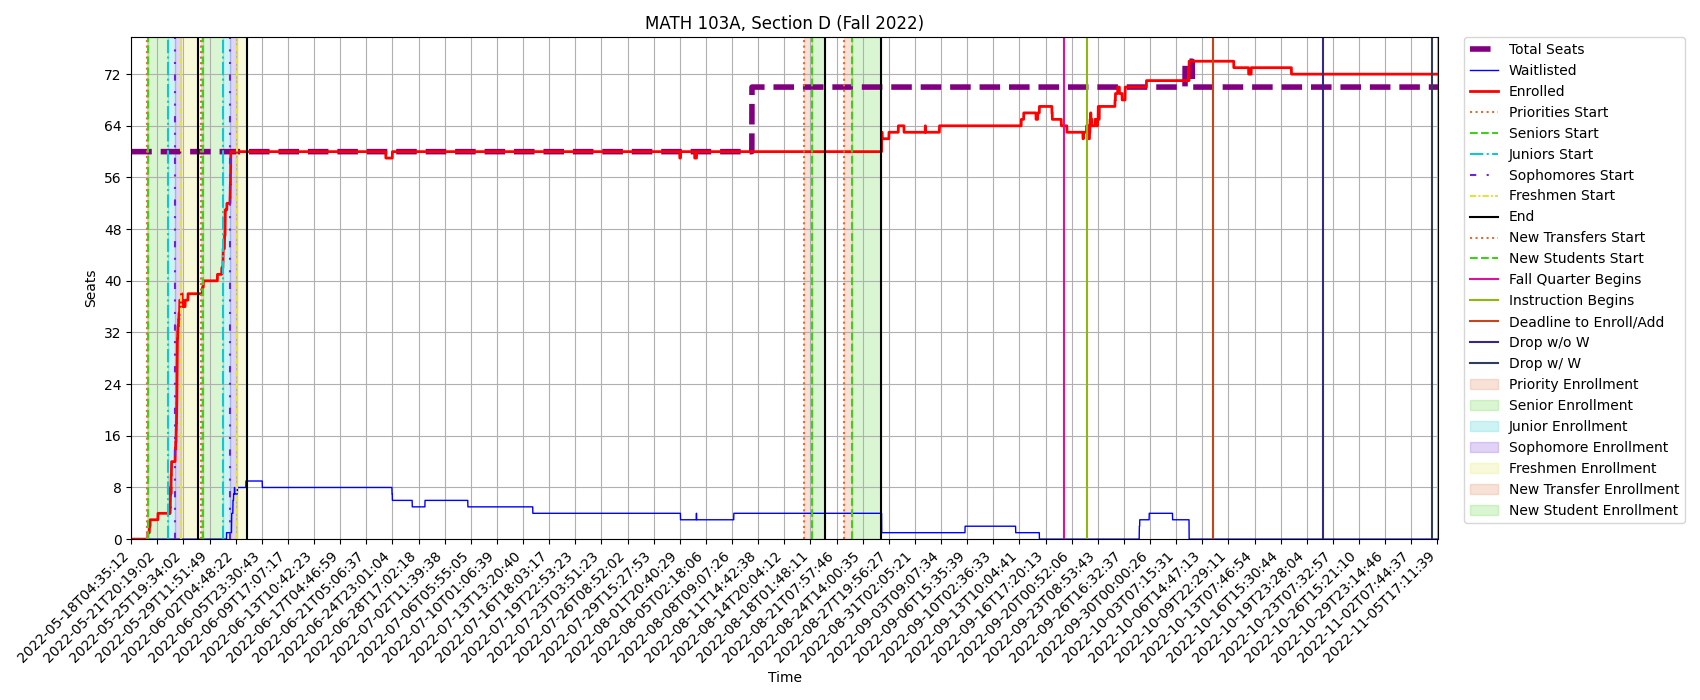 MATH 103A, Section D (Fall 2022)
Seats
72
64
56
48
40
32
24
16
8
0
2022-05-18T04:35:12
2022-05-21T20:19:02
2022-05-25T19:34:02
2022-05-29T11:51:49
2022-06-02T04:48:22
2022-06-05T23:30:43
2022-06-09T17:07:17
2022-06-13T10:42:23
2022-06-17T04:46:59
2022-06-21T05:06:37
2022-06-24T23:01:04
2022-06-28T17:02:18
2022-07-02T11:39:38
2022-07-06T05:55:05
2022-07-10T01:06:39
2022-07-13T13:20:40
2022-07-16T18:03:17
2022-07-19T22:53:23
2022-07-23T03:51:23
2022-07-26T08:52:02
2022-07-29T15:27:53
2022-08-01T20:40:29
2022-08-05T02:18:06
2022-08-08T09:07:26
2022-08-11T14:42:38
2022-08-14T20:04:12
2022-08-18T01:48:11
2022-08-21T07:57:46
2022-08-24T14:00:35
2022-08-27T19:56:27
2022-08-31T02:05:21
2022-09-03T09:07:34
2022-09-06T15:35:39
2022-09-10T02:36:33
2022-09-13T10:04:41
2022-09-16T17:20:13
2022-09-20T00:52:06
2022-09-23T08:53:43
2022-09-26T16:32:37
2022-09-30T00:00:26
2022-10-03T07:15:31
2022-10-06T14:47:13
2022-10-09T22:29:11
2022-10-13T07:46:54
2022-10-16T15:30:44
2022-10-19T23:28:04
2022-10-23T07:32:57
2022-10-26T15:21:10
2022-10-29T23:14:46
2022-11-02T07:44:37
2022-11-05T17:11:39
Time
Total Seats
Waitlisted
Enrolled
Priorities Start
Seniors Start
Juniors Start
Sophomores Start
Freshmen Start
End
New Transfers Start
New Students Start
Fall Quarter Begins
Instruction Begins
Deadline to Enroll/Add
Drop w/o W
Drop w/ W
Priority Enrollment
Senior Enrollment
Junior Enrollment
Sophomore Enrollment
Freshmen Enrollment
New Transfer Enrollment
New Student Enrollment